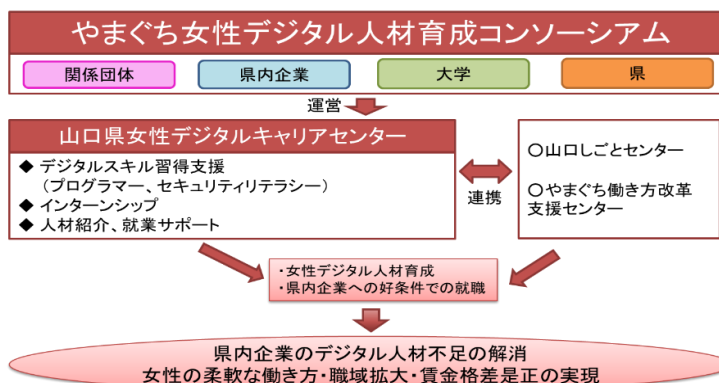 やまぐち女性デジタル人材育成コンソーシアム
関係団体
県内企業
大学
県
運営
山口県女性デジタルキャリアセンター
◆ デジタルスキル習得支援
（プログラマー、セキュリティリテラシー）
◆ インターンシップ
◆ 人材紹介、就業サポート
連携
○山口しごとセンター
○やまぐち働き方改革
支援センター
・女性デジタル人材育成
・県内企業への好条件での就職
県内企業のデジタル人材不足の解消
女性の柔軟な働き方・職域拡大・賃金格差是正の実現